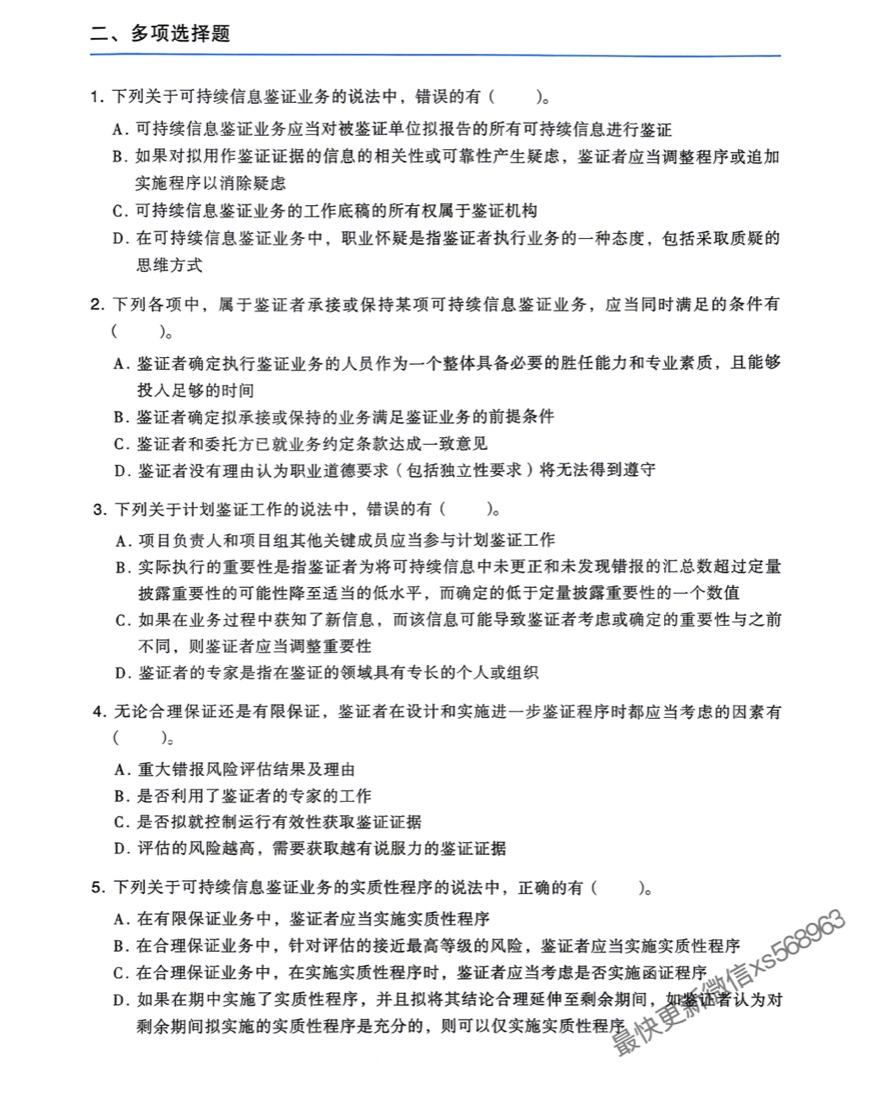 二、多项选择题
1. 下列关于可持续信息鉴证业务的说法中，错误的有（　　）。
A. 可持续信息鉴证业务应当对被鉴证单位拟报告的所有可持续信息进行鉴证
B. 如果对拟用作鉴证证据的信息的相关性或可靠性产生疑虑，鉴证者应当调整程序或追加
实施程序以消除疑虑
C. 可持续信息鉴证业务的工作底稿的所有权属于鉴证机构
D. 在可持续信息鉴证业务中，职业怀疑是指鉴证者执行业务的一种态度，包括采取质疑的
思维方式
2. 下列各项中，属于鉴证者承接或保持某项可持续信息鉴证业务，应当同时满足的条件有
（　　）。
A. 鉴证者确定执行鉴证业务的人员作为一个整体具备必要的胜任能力和专业素质，且能够
投入足够的时间
B. 鉴证者确定拟承接或保持的业务满足鉴证业务的前提条件
C. 鉴证者和委托方已就业务约定条款达成一致意见
D. 鉴证者没有理由认为职业道德要求（包括独立性要求）将无法得到遵守
3. 下列关于计划鉴证工作的说法中，错误的有（　　）。
A. 项目负责人和项目组其他关键成员应当参与计划鉴证工作
B. 实际执行的重要性是指鉴证者为将可持续信息中未更正和未发现错报的汇总数超过定量
披露重要性的可能性降至适当的低水平，而确定的低于定量披露重要性的一个数值
C. 如果在业务过程中获知了新信息，而该信息可能导致鉴证者考虑或确定的重要性与之前
不同，则鉴证者应当调整重要性
D. 鉴证者的专家是指在鉴证的领域具有专长的个人或组织
4. 无论合理保证还是有限保证，鉴证者在设计和实施进一步鉴证程序时都应当考虑的因素有
（　　）。
A. 重大错报风险评估结果及理由
B. 是否利用了鉴证者的专家的工作
C. 是否拟就控制运行有效性获取鉴证证据
D. 评估的风险越高，需要获取越有说服力的鉴证证据
5. 下列关于可持续信息鉴证业务的实质性程序的说法中，正确的有（　　）。
A. 在有限保证业务中，鉴证者应当实施实质性程序
B. 在合理保证业务中，针对评估的接近最高等级的风险，鉴证者应当实施实质性程序
C. 在合理保证业务中，在实施实质性程序时，鉴证者应当考虑是否实施函证程序
D. 如果在期中实施了实质性程序，并且拟将其结论合理延伸至剩余期间，如鉴证者认为对
剩余期间拟实施的实质性程序是充分的，则可以仅实施实质性程序
最快更新微信xs568963